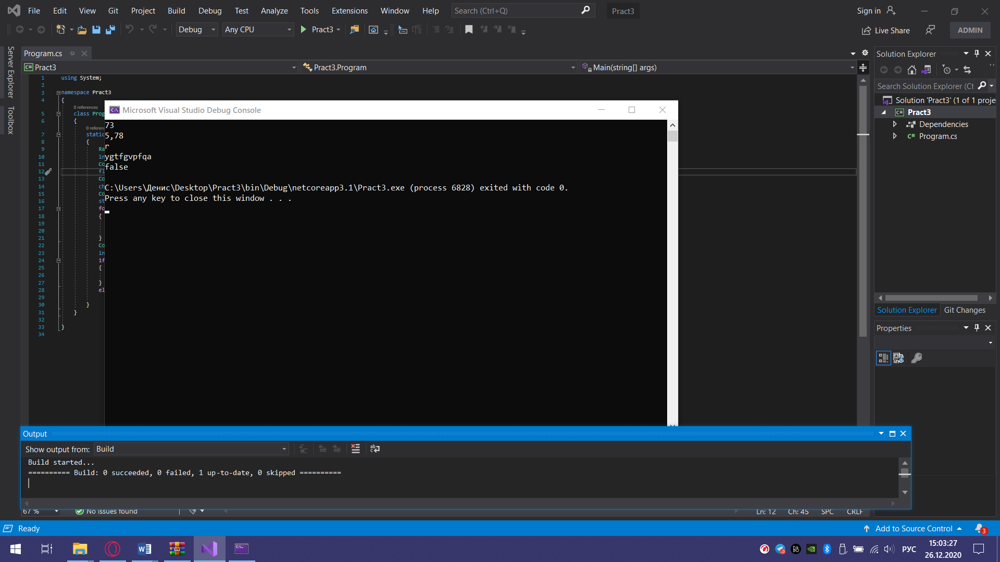 File Edit View Git Project Build Debug Test Analyze Tools Extensions Window Help Search (Ctrl+Q) Pract3 Sign in
Debug Any CPU Pract3 Live Share ADMIN
Server Explorer
Toolbox
Program.cs
Pract3 Pract3.Program Main(string[] args)
1 using System;
2
3 namespace Pract3
4 {
0 references
5 class Prog
6 {
0 referen
7 static
8 {
9 Ra
10 in
11 Co
12 fl
13 Co
14 ch
15 Co
16 st
17 fo
18 {
19
20
21 }
22 Co
23 in
24 if
25 {
26
27 }
28 el
29
30 }
31 }
32
33 }
34
Microsoft Visual Studio Debug Console
73
5,78
r
ygtfgvpfqa
false
C:\Users\Денис\Desktop\Pract3\bin\Debug\netcoreapp3.1\Pract3.exe (process 6828) exited with code 0.
Press any key to close this window . . .
Solution Explorer
Search Solution Explorer (Ct
Solution 'Pract3' (1 of 1 proje
Pract3
Dependencies
Program.cs
Solution Explorer Git Changes
Properties
Output
Show output from: Build
Build started...
========== Build: 0 succeeded, 0 failed, 1 up-to-date, 0 skipped ==========
67 % No issues found Ln: 12 Ch: 45 SPC CRLF
Ready Add to Source Control 3
РУС 15:03:27
26.12.2020